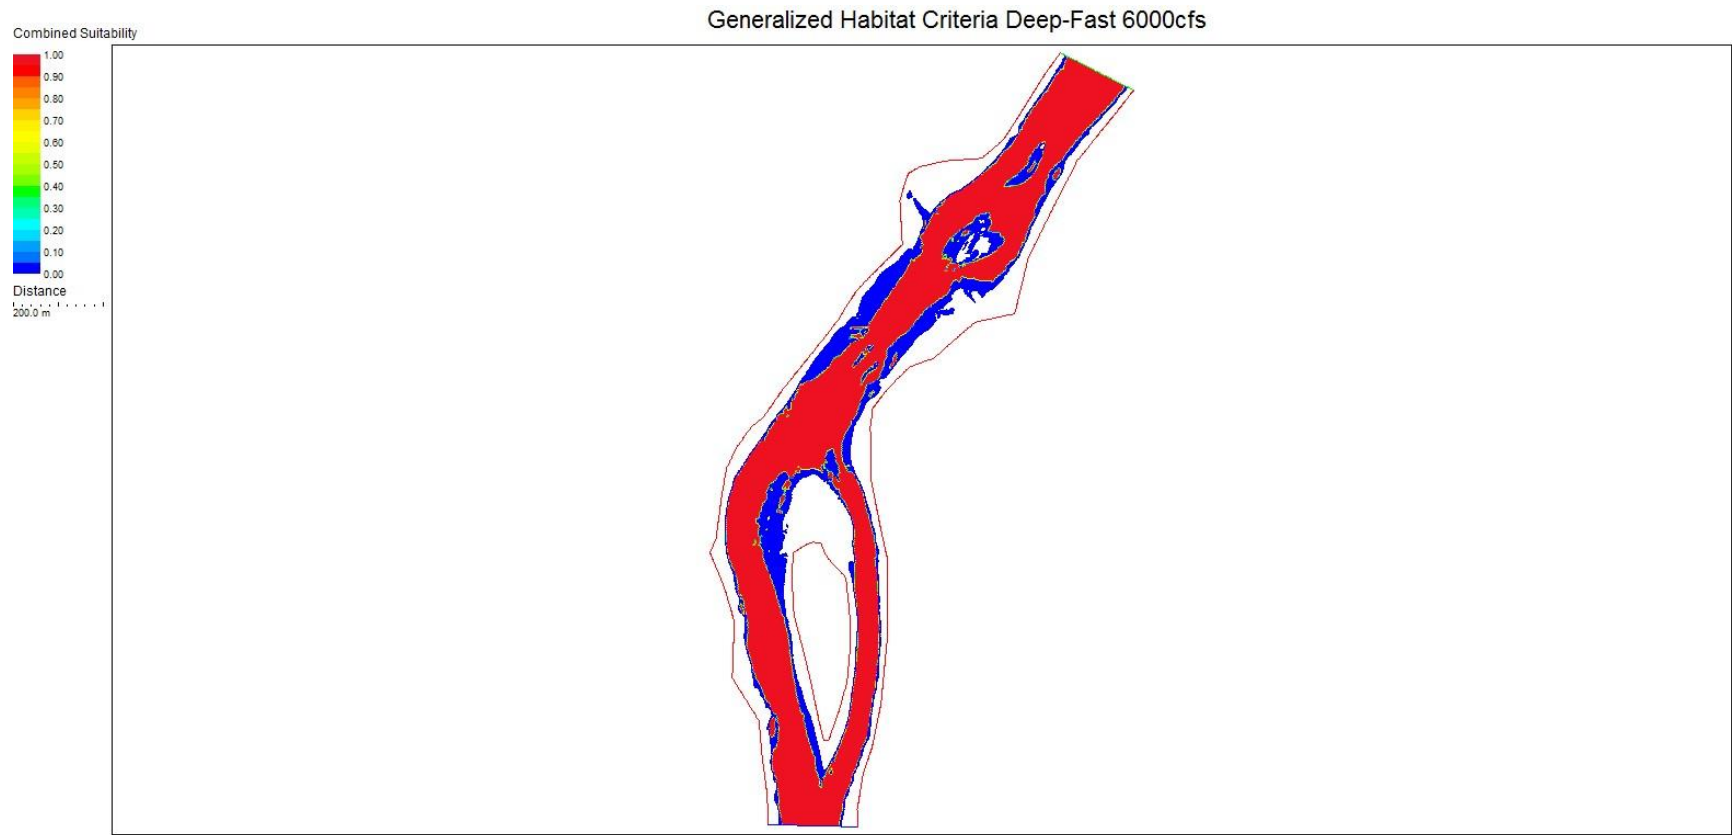 Generalized Habitat Criteria Deep-Fast 6000cfs
Combined Suitability
1.00
0.90
0.80
0.70
0.60
0.50
0.40
0.30
0.20
0.10
0.00
Distance
200.0 m